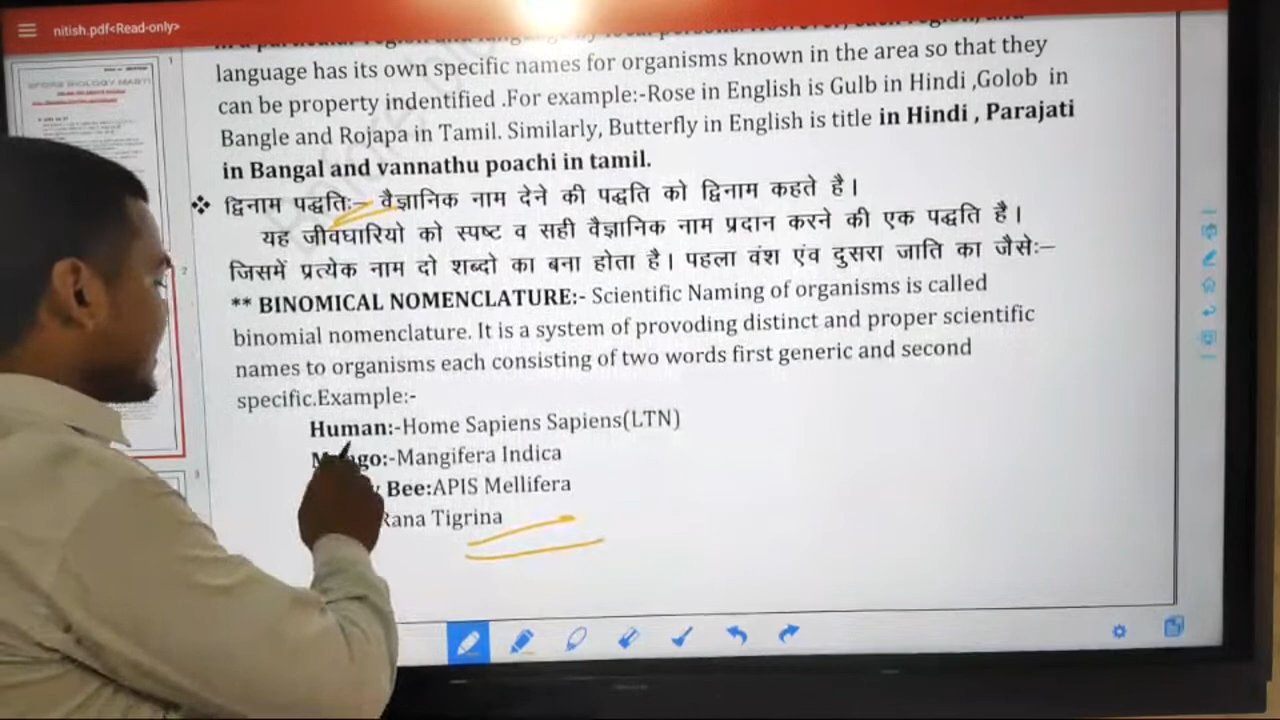 nitish.pdf<Read-only>
language has its own specific names for organisms known in the area so that they
can be property indentified .For example:-Rose in English is Gulb in Hindi ,Golob in
Bangle and Rojapa in Tamil. Similarly, Butterfly in English is title in Hindi , Parajati
in Bangal and vannathu poachi in tamil.
❖ द्विनाम पद्धतिः– वैज्ञानिक नाम देने की पद्धति को द्विनाम कहते है।
यह जीवघारियो को स्पष्ट व सही वैज्ञानिक नाम प्रदान करने की एक पद्धति है।
जिसमें प्रत्येक नाम दो शब्दो का बना होता है। पहला वंश एंव दुसरा जाति का जैसेः–
** BINOMICAL NOMENCLATURE:- Scientific Naming of organisms is called
binomial nomenclature. It is a system of provoding distinct and proper scientific
names to organisms each consisting of two words first generic and second
specific.Example:-
Human:-Home Sapiens Sapiens(LTN)
:-Mangifera Indica
Bee:APIS Mellifera
Rana Tigrina
1
2
3